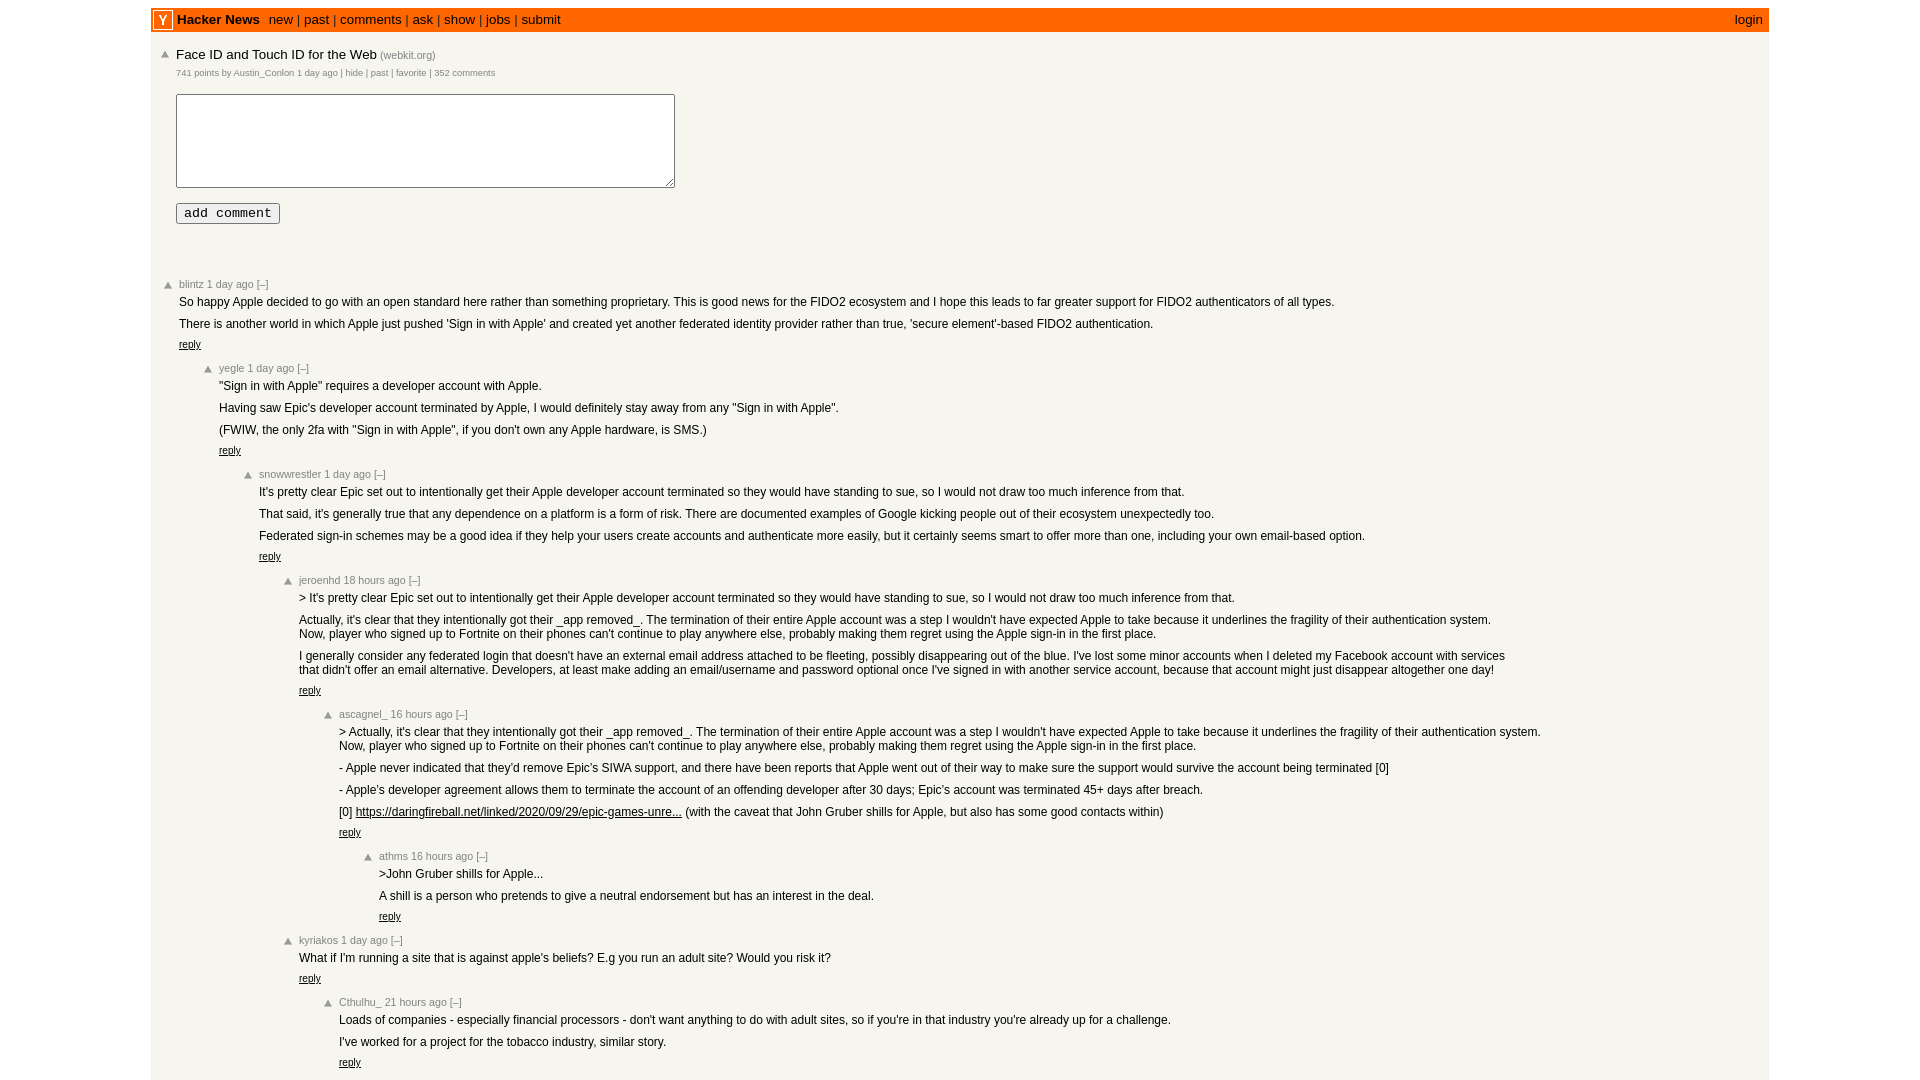 Y Hacker News new | past | comments | ask | show | jobs | submit login
Face ID and Touch ID for the Web (webkit.org)
741 points by Austin_Conlon 1 day ago | hide | past | favorite | 352 comments
add comment
blintz 1 day ago [–]
So happy Apple decided to go with an open standard here rather than something proprietary. This is good news for the FIDO2 ecosystem and I hope this leads to far greater support for FIDO2 authenticators of all types.
There is another world in which Apple just pushed 'Sign in with Apple' and created yet another federated identity provider rather than true, 'secure element'-based FIDO2 authentication.
reply
yegle 1 day ago [–]
"Sign in with Apple" requires a developer account with Apple.
Having saw Epic's developer account terminated by Apple, I would definitely stay away from any "Sign in with Apple".
(FWIW, the only 2fa with "Sign in with Apple", if you don't own any Apple hardware, is SMS.)
reply
snowwrestler 1 day ago [–]
It's pretty clear Epic set out to intentionally get their Apple developer account terminated so they would have standing to sue, so I would not draw too much inference from that.
That said, it's generally true that any dependence on a platform is a form of risk. There are documented examples of Google kicking people out of their ecosystem unexpectedly too.
Federated sign-in schemes may be a good idea if they help your users create accounts and authenticate more easily, but it certainly seems smart to offer more than one, including your own email-based option.
reply
jeroenhd 18 hours ago [–]
> It's pretty clear Epic set out to intentionally get their Apple developer account terminated so they would have standing to sue, so I would not draw too much inference from that.
Actually, it's clear that they intentionally got their _app removed_. The termination of their entire Apple account was a step I wouldn't have expected Apple to take because it underlines the fragility of their authentication system.
Now, player who signed up to Fortnite on their phones can't continue to play anywhere else, probably making them regret using the Apple sign-in in the first place.
I generally consider any federated login that doesn't have an external email address attached to be fleeting, possibly disappearing out of the blue. I've lost some minor accounts when I deleted my Facebook account with services
that didn't offer an email alternative. Developers, at least make adding an email/username and password optional once I've signed in with another service account, because that account might just disappear altogether one day!
reply
ascagnel_ 16 hours ago [–]
> Actually, it's clear that they intentionally got their _app removed_. The termination of their entire Apple account was a step I wouldn't have expected Apple to take because it underlines the fragility of their authentication system.
Now, player who signed up to Fortnite on their phones can't continue to play anywhere else, probably making them regret using the Apple sign-in in the first place.
- Apple never indicated that they’d remove Epic’s SIWA support, and there have been reports that Apple went out of their way to make sure the support would survive the account being terminated [0]
- Apple’s developer agreement allows them to terminate the account of an offending developer after 30 days; Epic’s account was terminated 45+ days after breach.
[0] https://daringfireball.net/linked/2020/09/29/epic-games-unre... (with the caveat that John Gruber shills for Apple, but also has some good contacts within)
reply
athms 16 hours ago [–]
>John Gruber shills for Apple...
A shill is a person who pretends to give a neutral endorsement but has an interest in the deal.
reply
kyriakos 1 day ago [–]
What if I'm running a site that is against apple's beliefs? E.g you run an adult site? Would you risk it?
reply
Cthulhu_ 21 hours ago [–]
Loads of companies - especially financial processors - don't want anything to do with adult sites, so if you're in that industry you're already up for a challenge.
I've worked for a project for the tobacco industry, similar story.
reply